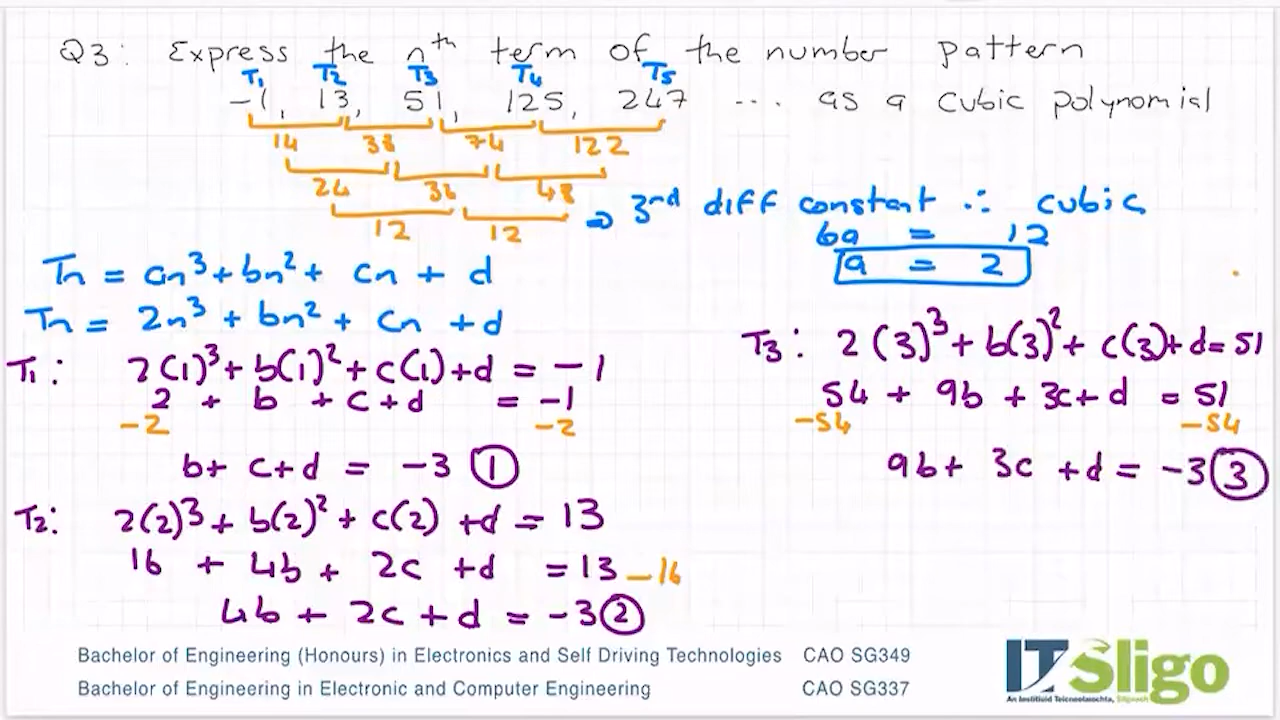 Q3: Express the nth term of the number pattern
T1 T2 T3 T4 T5
-1, 13, 51, 125, 247 ... as a cubic polynomial
14 38 74 122
24 36 48 ⇒ 3rd diff constant ∴ cubic
12 12
6a = 12
a = 2
Tn = an³ + bn² + cn + d
Tn = 2n³ + bn² + cn + d
T1: 2(1)³ + b(1)² + c(1) + d = -1
2 + b + c + d = -1
-2 -2
b + c + d = -3 ①
T2: 2(2)³ + b(2)² + c(2) + d = 13
16 + 4b + 2c + d = 13 -16
4b + 2c + d = -3 ②
T3: 2(3)³ + b(3)² + c(3) + d = 51
54 + 9b + 3c + d = 51
-54 -54
9b + 3c + d = -3 ③
Bachelor of Engineering (Honours) in Electronics and Self Driving Technologies CAO SG349
Bachelor of Engineering in Electronic and Computer Engineering CAO SG337
IT Sligo
An Institiúid Teicneolaíochta, Sligeach